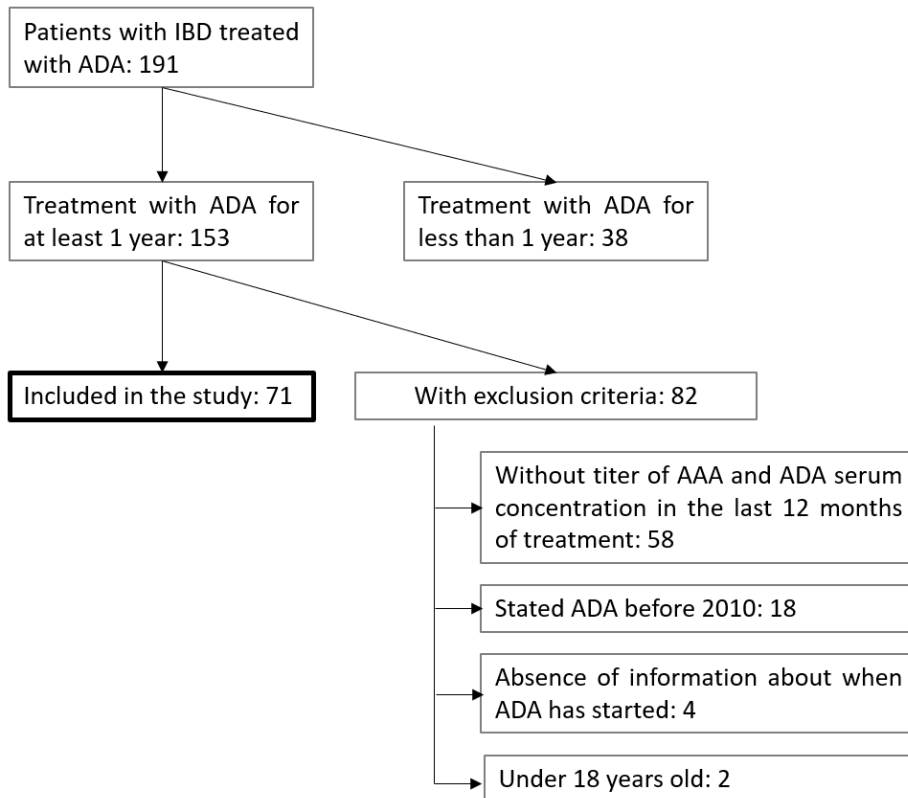 Patients with IBD treated
with ADA: 191
Treatment with ADA for
at least 1 year: 153
Treatment with ADA for
less than 1 year: 38
Included in the study: 71
With exclusion criteria: 82
Without titer of AAA and ADA serum
concentration in the last 12 months
of treatment: 58
Stated ADA before 2010: 18
Absence of information about when
ADA has started: 4
Under 18 years old: 2